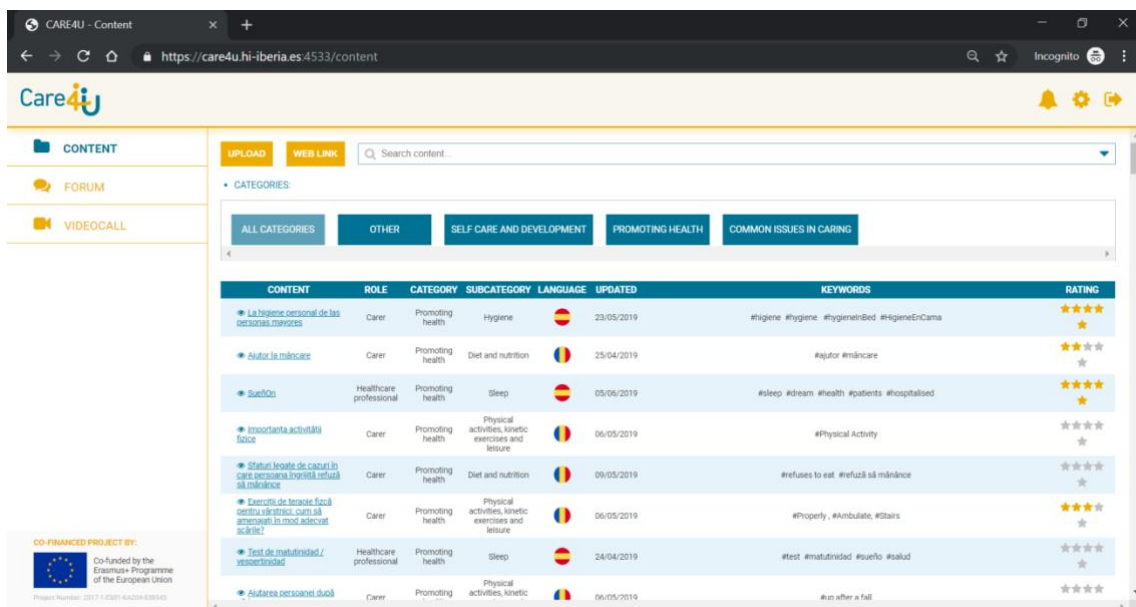 CARE4U - Content
https://care4u.hi-iberia.es:4533/content
Incognito
Care4U
CONTENT
FORUM
VIDEOCALL
UPLOAD
WEB LINK
Search content...
CATEGORIES:
ALL CATEGORIES
OTHER
SELF CARE AND DEVELOPMENT
PROMOTING HEALTH
COMMON ISSUES IN CARING
CONTENT ROLE CATEGORY SUBCATEGORY LANGUAGE UPDATED KEYWORDS RATING
La higiene personal de las
personas mayores
Carer
Promoting
health
Hygiene
23/05/2019
#higiene #hygiene #hygieneInBed #HigieneEnCama
Ajutor la mâncare
Carer
Promoting
health
Diet and nutrition
25/04/2019
#ajutor #mâncare
SueñOn
Healthcare
professional
Promoting
health
Sleep
05/06/2019
#sleep #dream #health #patients #hospitalised
Importanța activității
fizice
Carer
Promoting
health
Physical
activities, kinetic
exercises and
leisure
06/05/2019
#Physical Activity
Sfaturi legate de cazuri în
care persoana îngrijită refuză
să mănânce
Carer
Promoting
health
Diet and nutrition
09/05/2019
#refuses to eat #refuză să mănânce
Exerciții de terapie fizcă
pentru vârstnici: cum să
amenajați în mod adecvat
scările?
Carer
Promoting
health
Physical
activities, kinetic
exercises and
leisure
06/05/2019
#Properly , #Ambulate, #Stairs
Test de matutinidad /
vespertinidad
Healthcare
professional
Promoting
health
Sleep
24/04/2019
#test #matutinidad #sueño #salud
Ajutarea persoanei după
Carer
Promoting
Physical
activities, kinetic
06/05/2019
#up after a fall
CO-FINANCED PROJECT BY:
Co-funded by the
Erasmus+ Programme
of the European Union
Project Number: